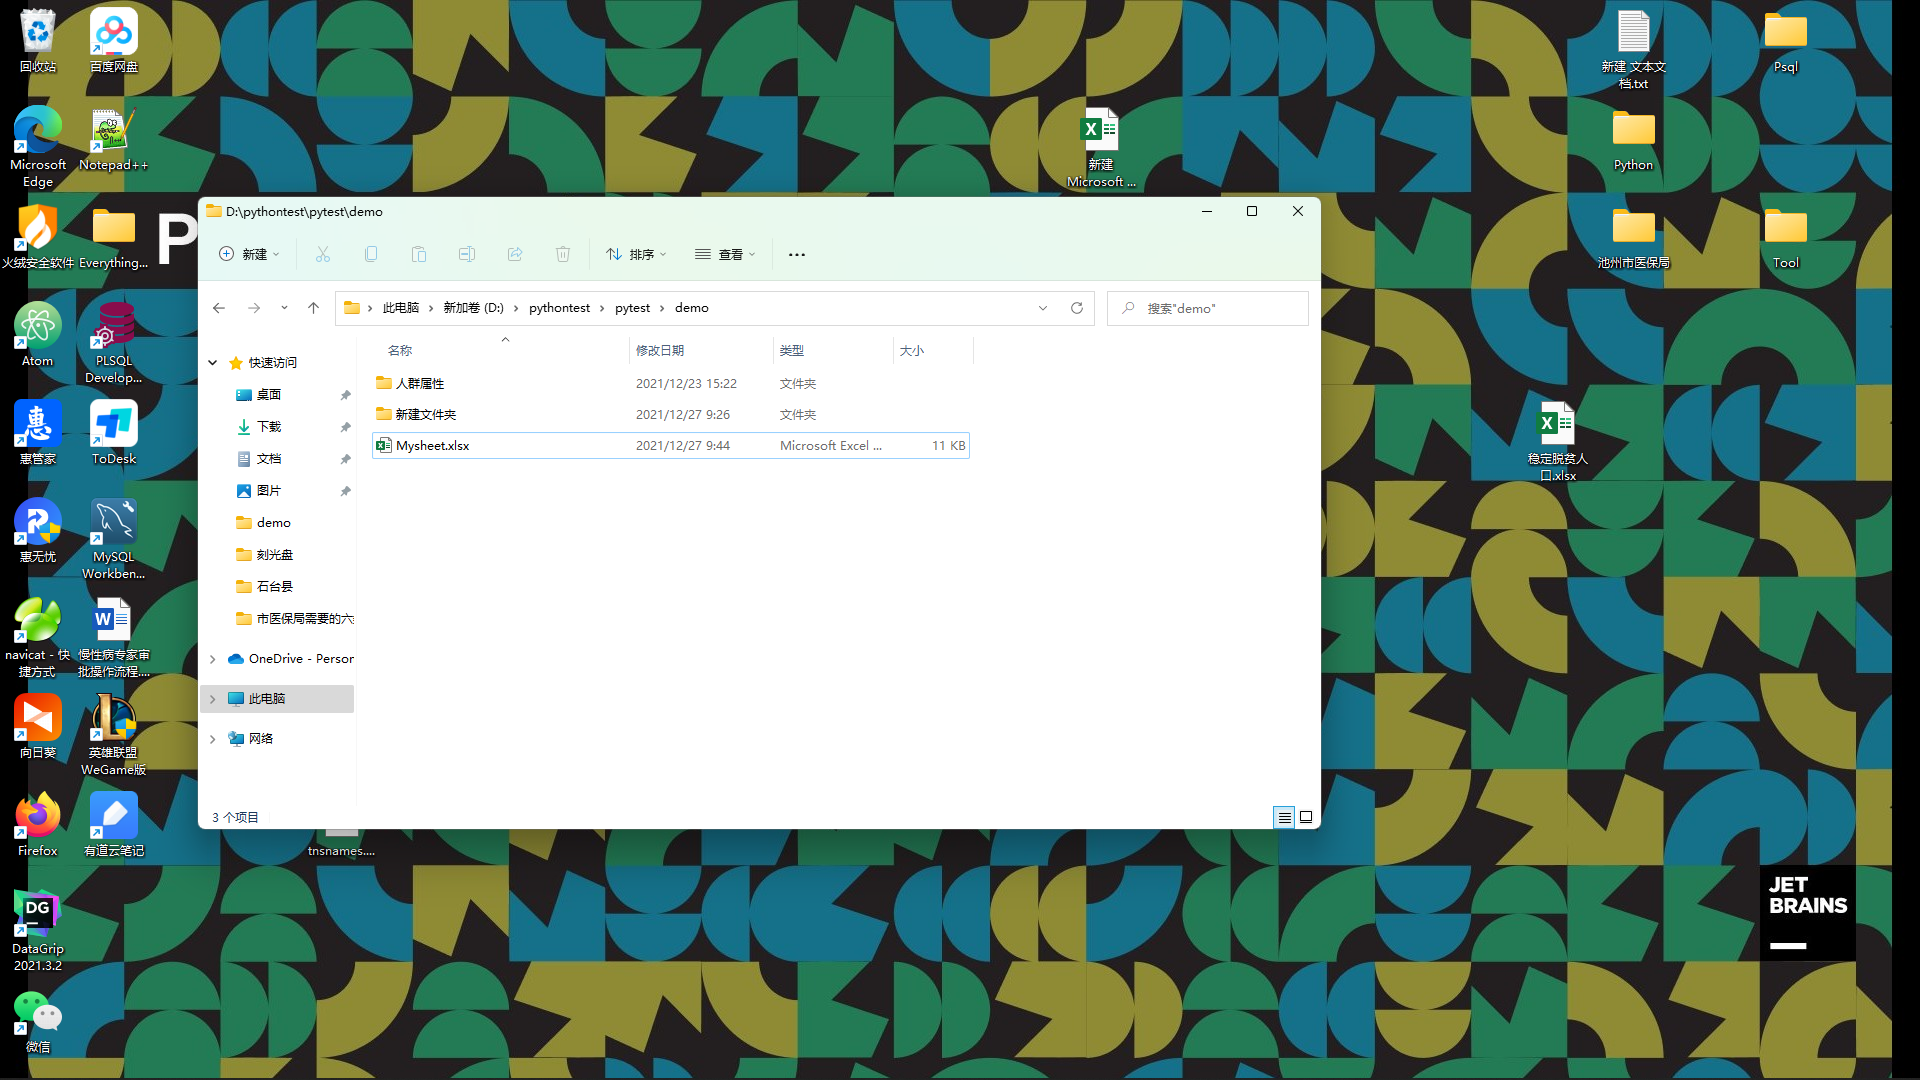 回收站
百度网盘
Microsoft
Edge
Notepad++
火绒安全软件
Everything...
Atom
PLSQL
Develop...
惠管家
ToDesk
惠无忧
MySQL
Workben...
navicat - 快
捷方式
慢性病专家审
批操作流程....
向日葵
英雄联盟
WeGame版
Firefox
有道云笔记
DataGrip
2021.3.2
微信
新建
Microsoft ...
新建 文本文
档.txt
Psql
Python
池州市医保局
Tool
稳定脱贫人
口.xlsx
tnsnames....
P
D:\pythontest\pytest\demo
新建
排序
查看
此电脑
新加卷 (D:)
pythontest
pytest
demo
搜索"demo"
名称
修改日期
类型
大小
人群属性
2021/12/23 15:22
文件夹
新建文件夹
2021/12/27 9:26
文件夹
Mysheet.xlsx
2021/12/27 9:44
Microsoft Excel ...
11 KB
快速访问
桌面
下载
文档
图片
demo
刻光盘
石台县
市医保局需要的六
OneDrive - Person
此电脑
网络
3 个项目
DG
JET
BRAINS